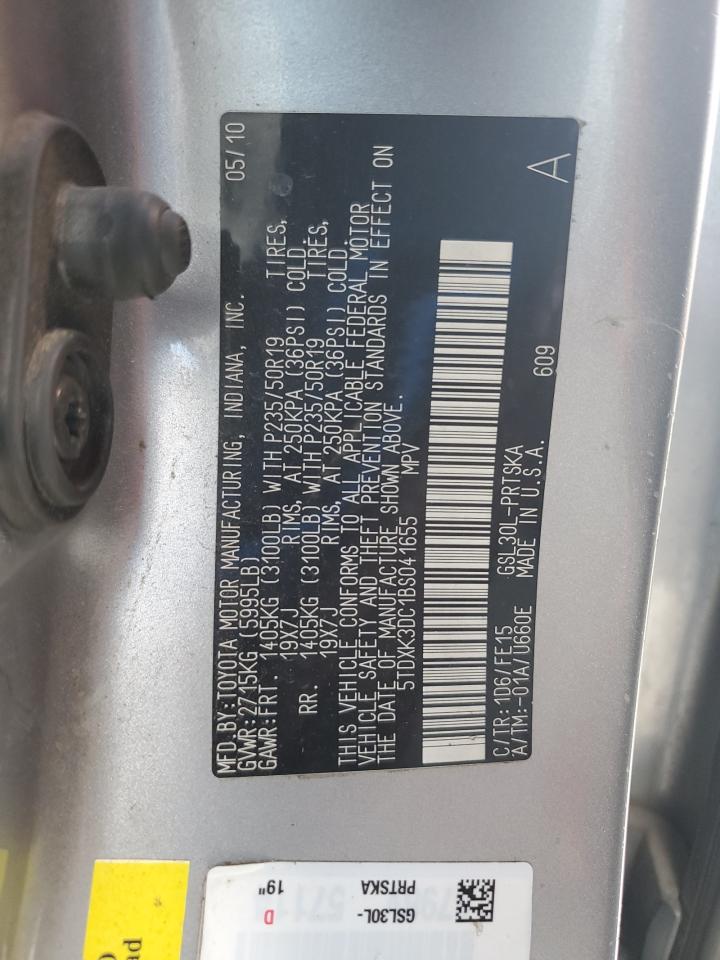 MFD.BY:TOYOTA MOTOR MANUFACTURING, INDIANA, INC. 05/10
GVWR:2715KG (5995LB)
GAWR:FRT. 1405KG (3100LB) WITH P235/50R19 TIRES,
19X7J RIMS, AT 250KPA (36PSI) COLD.
RR. 1405KG (3100LB) WITH P235/50R19 TIRES,
19X7J RIMS, AT 250KPA (36PSI) COLD.
THIS VEHICLE CONFORMS TO ALL APPLICABLE FEDERAL MOTOR
VEHICLE SAFETY AND THEFT PREVENTION STANDARDS IN EFFECT ON
THE DATE OF MANUFACTURE SHOWN ABOVE.
5TDXK3DC1BS041655 MPV
C/TR:1D6/FE15 GSL30L-PRTSKA 609
A/TM:-01A/U660E MADE IN U.S.A. A
GSL30L-
PRTSKA
D 19"